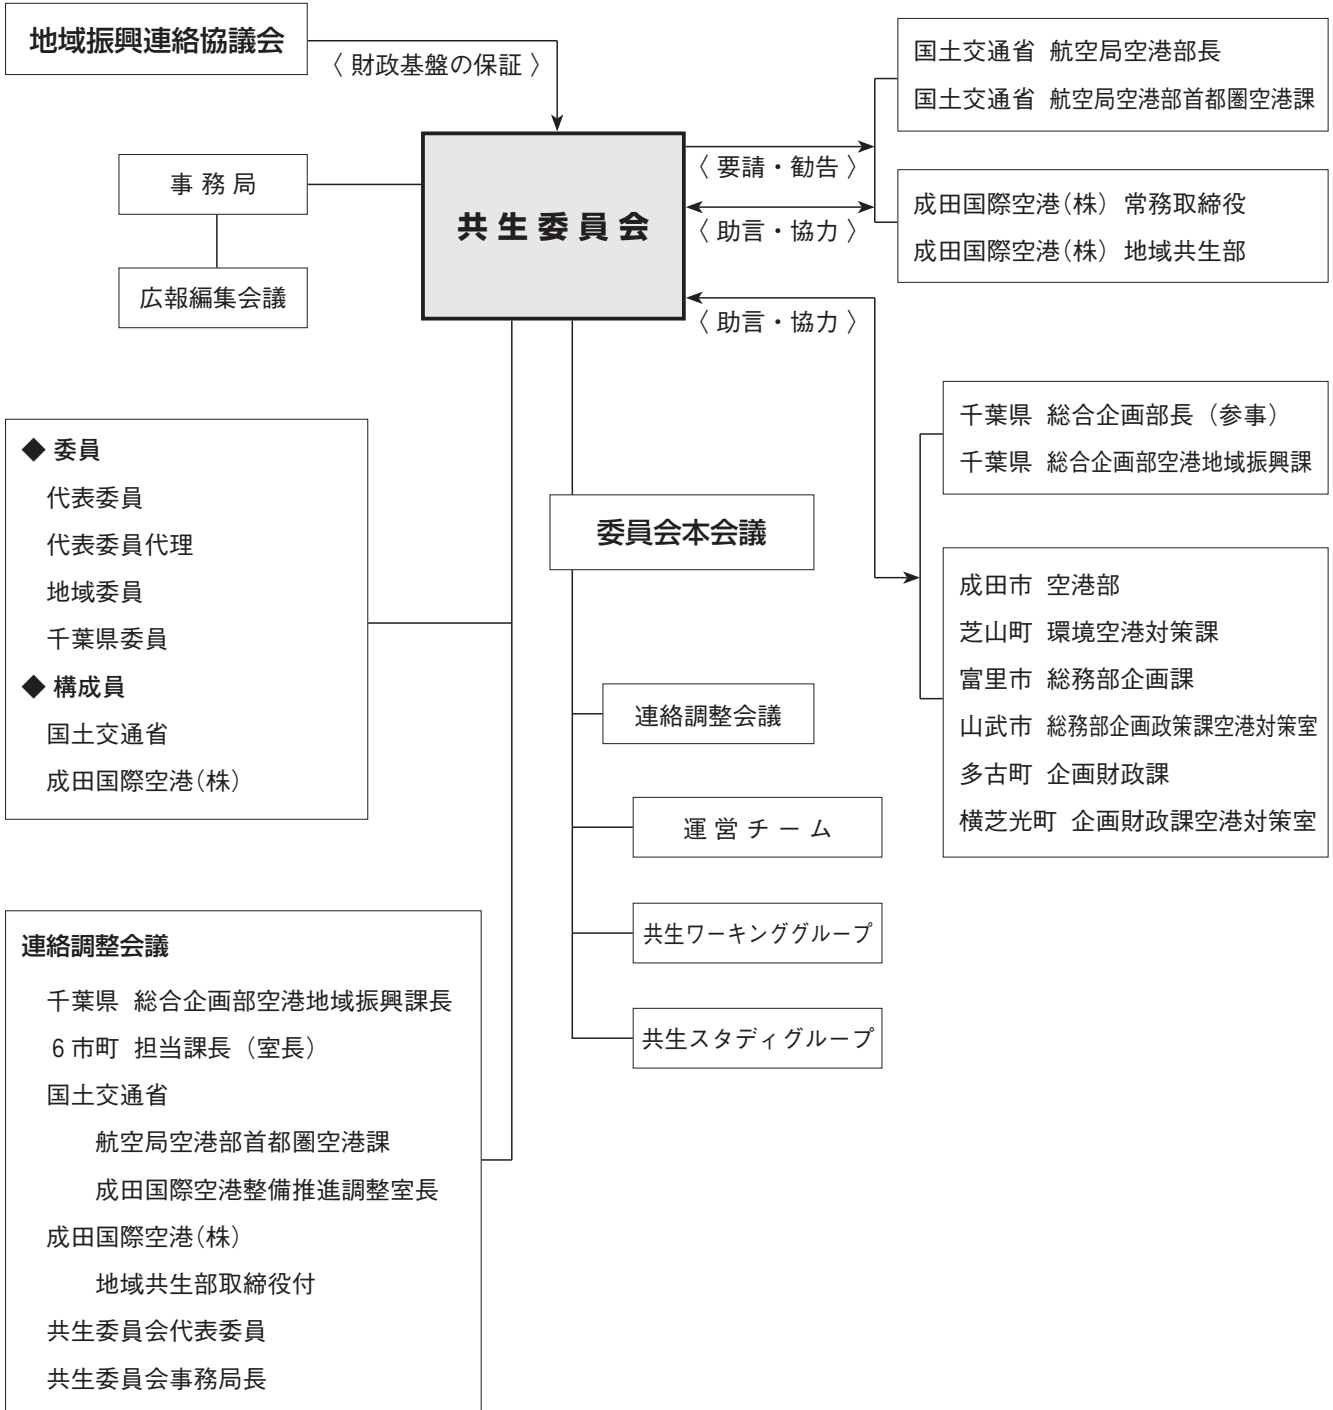 地域振興連絡協議会
〈 財政基盤の保証 〉
国土交通省 航空局空港部長
国土交通省 航空局空港部首都圏空港課
事 務 局
広報編集会議
共生委員会
〈 要請・勧告 〉
〈 助言・協力 〉
成田国際空港(株) 常務取締役
成田国際空港(株) 地域共生部
〈 助言・協力 〉
千葉県 総合企画部長（参事）
千葉県 総合企画部空港地域振興課
成田市 空港部
芝山町 環境空港対策課
富里市 総務部企画課
山武市 総務部企画政策課空港対策室
多古町 企画財政課
横芝光町 企画財政課空港対策室
◆ 委員
代表委員
代表委員代理
地域委員
千葉県委員
◆ 構成員
国土交通省
成田国際空港(株)
委員会本会議
連絡調整会議
運 営 チ ー ム
共生ワーキンググループ
共生スタディグループ
連絡調整会議
千葉県 総合企画部空港地域振興課長
6 市町 担当課長（室長）
国土交通省
航空局空港部首都圏空港課
成田国際空港整備推進調整室長
成田国際空港(株)
地域共生部取締役付
共生委員会代表委員
共生委員会事務局長